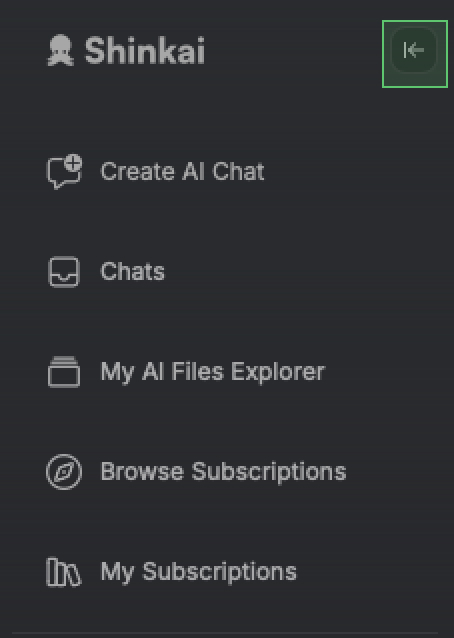 Shinkai
Create AI Chat
Chats
My AI Files Explorer
Browse Subscriptions
My Subscriptions